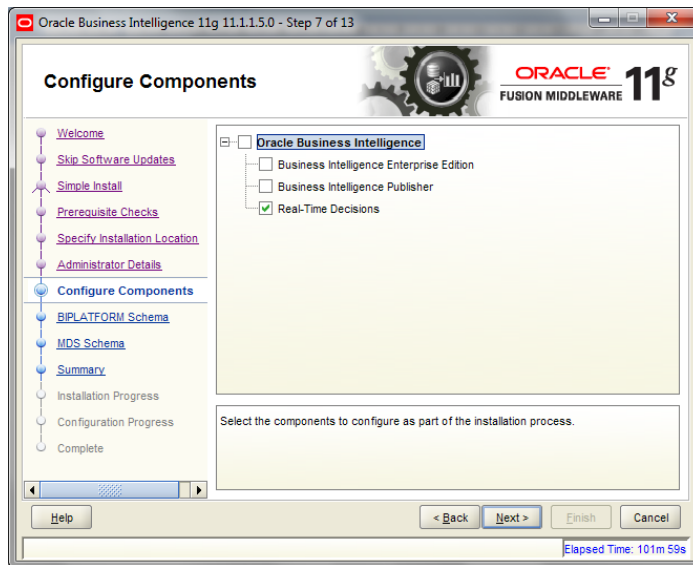 Oracle Business Intelligence 11g 11.1.1.5.0 - Step 7 of 13
Configure Components
ORACLE
FUSION MIDDLEWARE 11g
Welcome
Skip Software Updates
Simple Install
Prerequisite Checks
Specify Installation Location
Administrator Details
Configure Components
BIPLATFORM Schema
MDS Schema
Summary
Installation Progress
Configuration Progress
Complete
Oracle Business Intelligence
Business Intelligence Enterprise Edition
Business Intelligence Publisher
Real-Time Decisions
Select the components to configure as part of the installation process.
Help
< Back
Next >
Finish
Cancel
Elapsed Time: 101m 59s